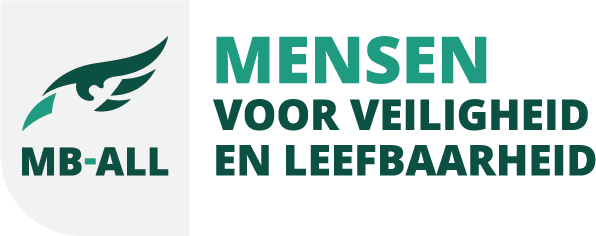 MB-ALL
MENSEN
VOOR VEILIGHEID
EN LEEFBAARHEID